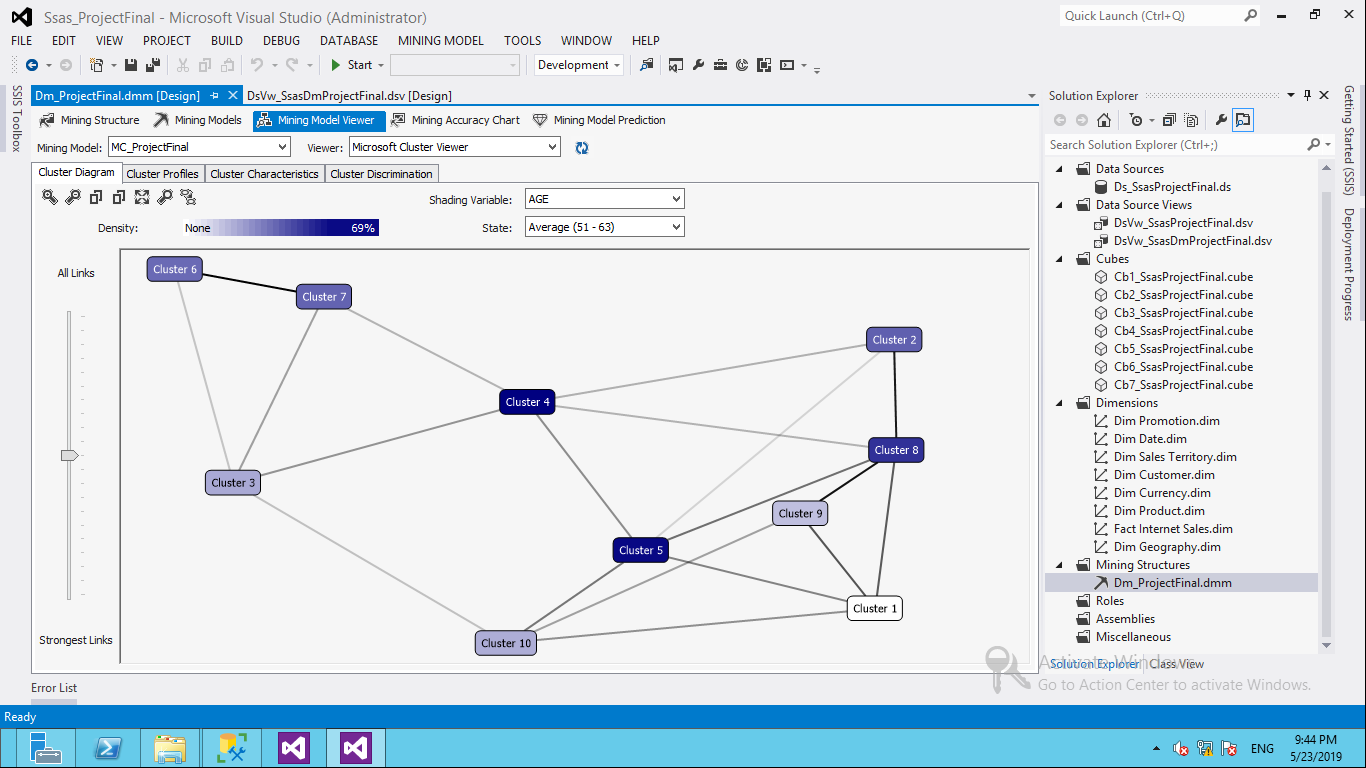 Ssas_ProjectFinal - Microsoft Visual Studio (Administrator)
Quick Launch (Ctrl+Q)
FILE EDIT VIEW PROJECT BUILD DEBUG DATABASE MINING MODEL TOOLS WINDOW HELP
Start Development
SSIS Toolbox
Dm_ProjectFinal.dmm [Design] DsVw_SsasDmProjectFinal.dsv [Design]
Mining Structure Mining Models Mining Model Viewer Mining Accuracy Chart Mining Model Prediction
Mining Model: MC_ProjectFinal Viewer: Microsoft Cluster Viewer
Cluster Diagram Cluster Profiles Cluster Characteristics Cluster Discrimination
Shading Variable: AGE
Density: None 69% State: Average (51 - 63)
All Links
Strongest Links
Cluster 6
Cluster 7
Cluster 2
Cluster 4
Cluster 8
Cluster 3
Cluster 9
Cluster 5
Cluster 1
Cluster 10
Solution Explorer
Search Solution Explorer (Ctrl+;)
Data Sources
Ds_SsasProjectFinal.ds
Data Source Views
DsVw_SsasProjectFinal.dsv
DsVw_SsasDmProjectFinal.dsv
Cubes
Cb1_SsasProjectFinal.cube
Cb2_SsasProjectFinal.cube
Cb3_SsasProjectFinal.cube
Cb4_SsasProjectFinal.cube
Cb5_SsasProjectFinal.cube
Cb6_SsasProjectFinal.cube
Cb7_SsasProjectFinal.cube
Dimensions
Dim Promotion.dim
Dim Date.dim
Dim Sales Territory.dim
Dim Customer.dim
Dim Currency.dim
Dim Product.dim
Fact Internet Sales.dim
Dim Geography.dim
Mining Structures
Dm_ProjectFinal.dmm
Roles
Assemblies
Miscellaneous
Solution Explorer Class View
Getting Started (SSIS)
Deployment Progress
Activate Windows
Go to Action Center to activate Windows.
Error List
Ready
ENG
9:44 PM
5/23/2019